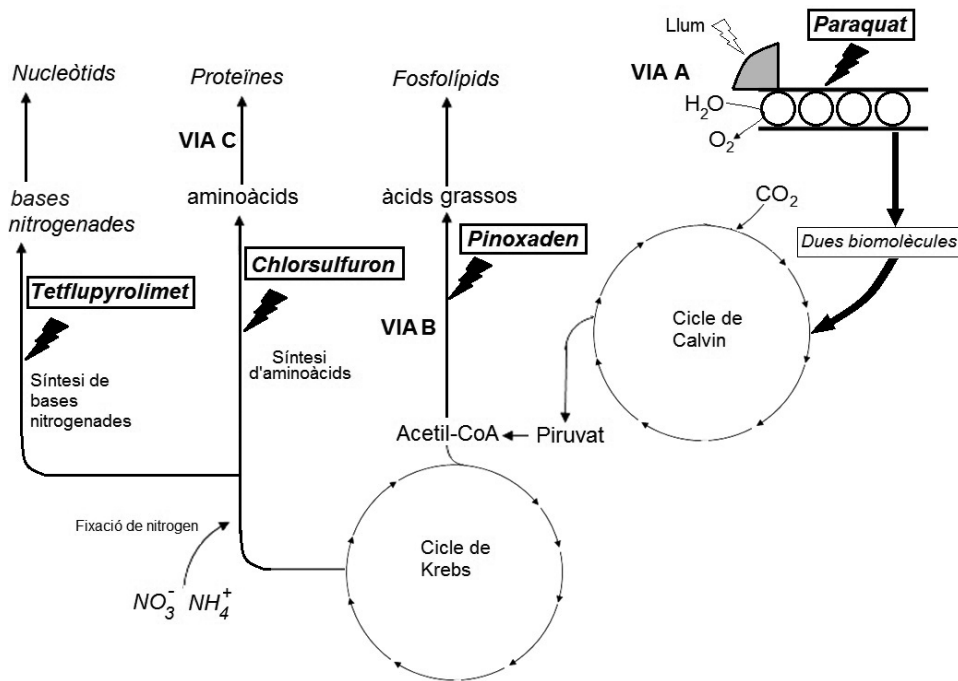 Nucleòtids
Proteïnes
Fosfolípids
Llum
Paraquat
VIA A
H2O
O2
VIA C
bases
nitrogenades
aminoàcids
àcids grassos
CO2
Dues biomolècules
Tetflupyrolimet
Chlorsulfuron
Pinoxaden
VIA B
Cicle de
Calvin
Síntesi de
bases
nitrogenades
Síntesi
d'aminoàcids
Acetil-CoA
Piruvat
Fixació de nitrogen
NO3- NH4+
Cicle de
Krebs